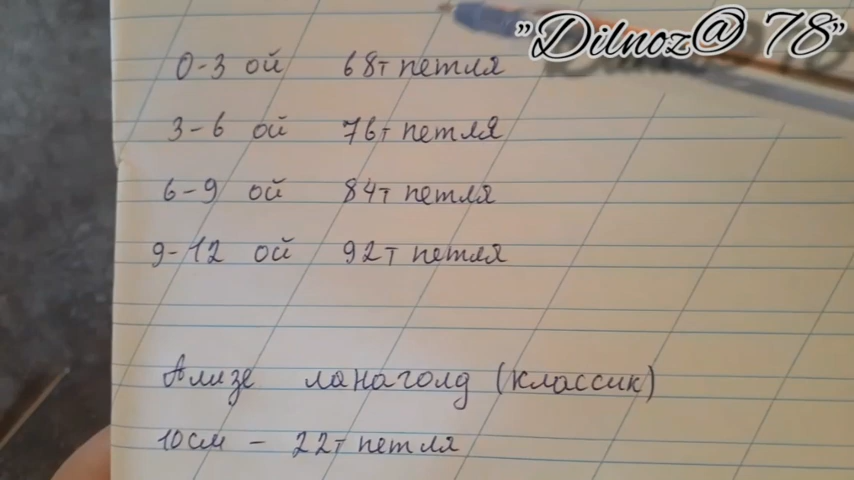 "Dilnoz@ 78"
0-3 ой 68т петля
3-6 ой 76т петля
6-9 ой 84т петля
9-12 ой 92т петля
Ализе ланаголд (классик)
10см - 22т петля